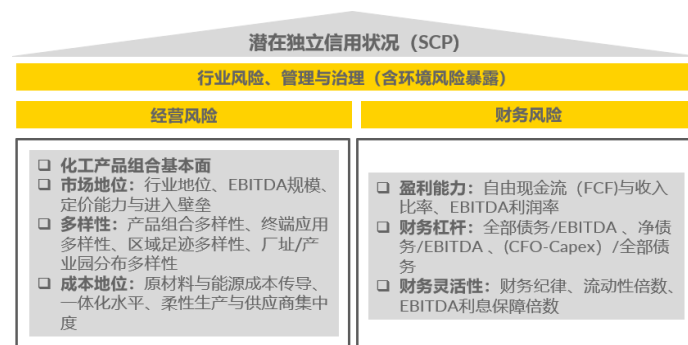 潜在独立信用状况（SCP)
行业风险、管理与治理（含环境风险暴露）
经营风险
财务风险
❑ 化工产品组合基本面
❑ 市场地位：行业地位、EBITDA规模、
定价能力与进入壁垒
❑ 多样性：产品组合多样性、终端应用
多样性、区域足迹多样性、厂址/产
业园分布多样性
❑ 成本地位：原材料与能源成本传导、
一体化水平、柔性生产与供应商集中
度
❑ 盈利能力：自由现金流（FCF)与收入
比率、EBITDA利润率
❑ 财务杠杆：全部债务/EBITDA 、净债
务/EBITDA 、(CFO-Capex）/全部债
务
❑ 财务灵活性：财务纪律、流动性倍数、
EBITDA利息保障倍数